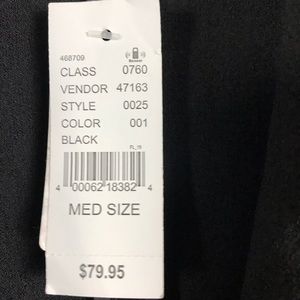 468709
CLASS 0760
VENDOR 47163
STYLE 0025
COLOR 001
BLACK
4 00062 18382 4
MED SIZE
$79.95